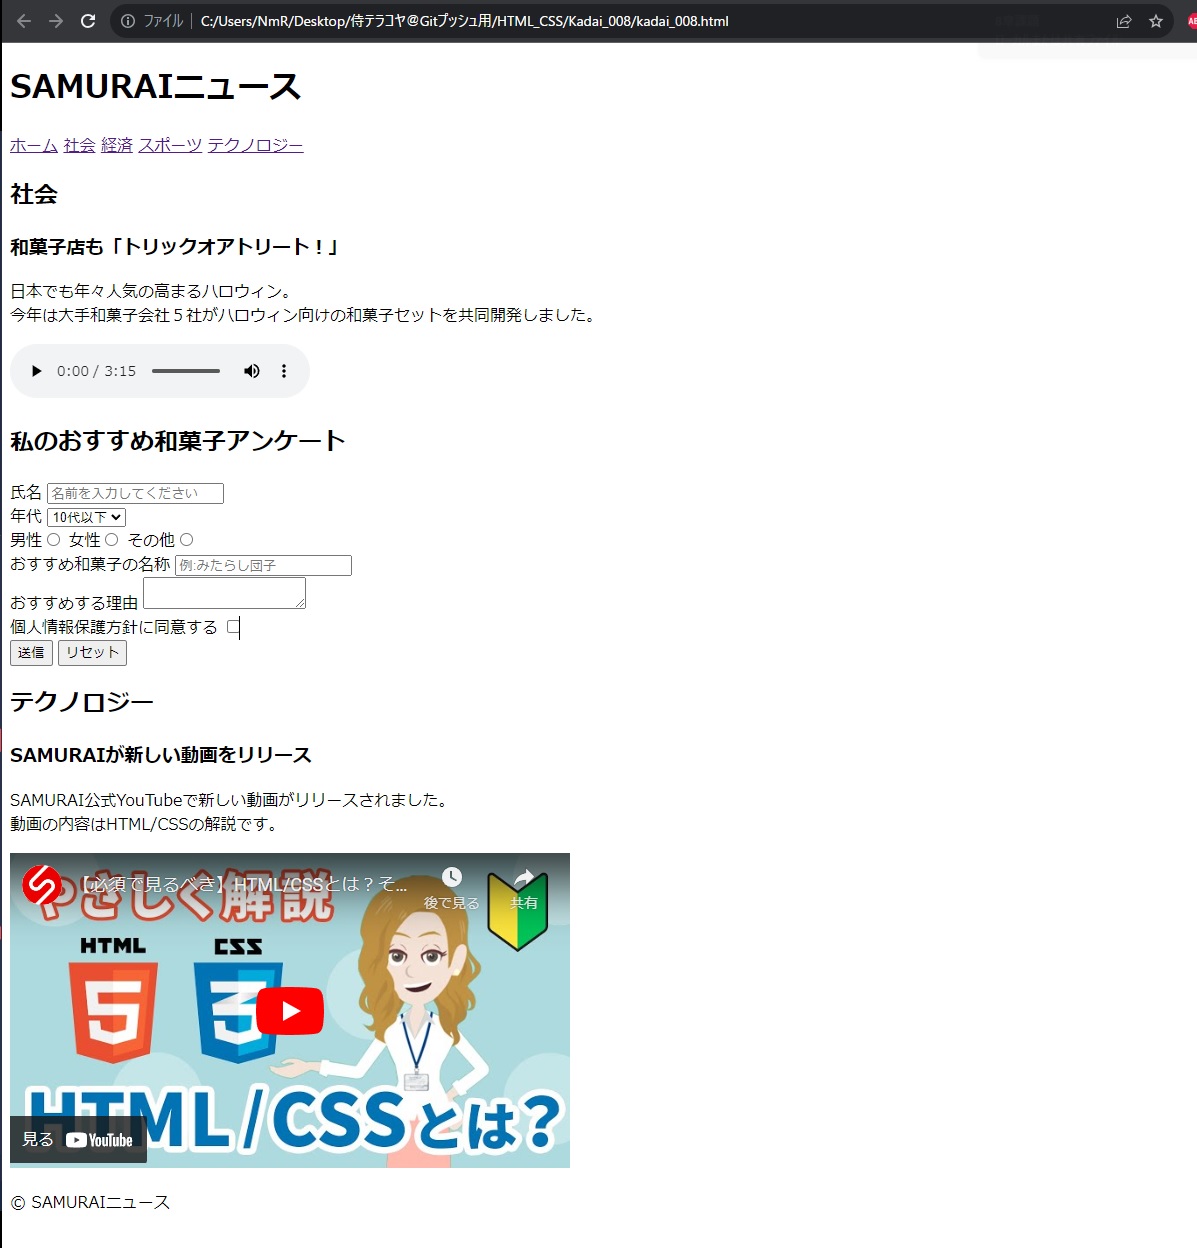 ファイル C:/Users/NmR/Desktop/侍テラコヤ@Gitプッシュ用/HTML_CSS/Kadai_008/kadai_008.html
SAMURAIニュース
ホーム 社会 経済 スポーツ テクノロジー
社会
和菓子店も「トリックオアトリート！」
日本でも年々人気の高まるハロウィン。
今年は大手和菓子会社５社がハロウィン向けの和菓子セットを共同開発しました。
0:00 / 3:15
私のおすすめ和菓子アンケート
氏名 名前を入力してください
年代 10代以下
男性 女性 その他
おすすめ和菓子の名称 例:みたらし団子
おすすめする理由
個人情報保護方針に同意する
送信 リセット
テクノロジー
SAMURAIが新しい動画をリリース
SAMURAI公式YouTubeで新しい動画がリリースされました。
動画の内容はHTML/CSSの解説です。
【必須で見るべき】HTML/CSSとは？そ...
後で見る 共有
やさしく解説
HTML CSS
5 3
HTML/CSSとは?
見る YouTube
© SAMURAIニュース